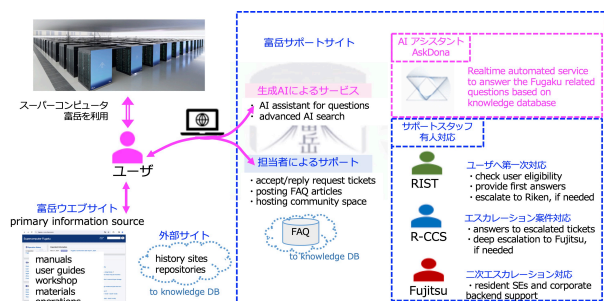 スーパーコンピュータ
富岳を利用
ユーザ
富岳ウエブサイト
primary information source
manuals
user guides
workshop
materials
operations
外部サイト
history sites
repositories
to knowledge DB
富岳サポートサイト
生成AIによるサービス
・AI assistant for questions
・advanced AI search
担当者によるサポート
・accept/reply request tickets
・posting FAQ articles
・hosting community space
FAQ
to knowledge DB
AI アシスタント
AskDona
Realtime automated service
to answer the Fugaku related
questions based on
knowledge database
サポートスタッフ
有人対応
RIST
ユーザへ第一次対応
・check user eligibility
・provide first answers
・escalate to Riken, if needed
R-CCS
エスカレーション案件対応
・answers to escalated tickets
・deep escalation to Fujitsu,
if needed
Fujitsu
二次エスカレーション対応
・resident SEs and corporate
backend support